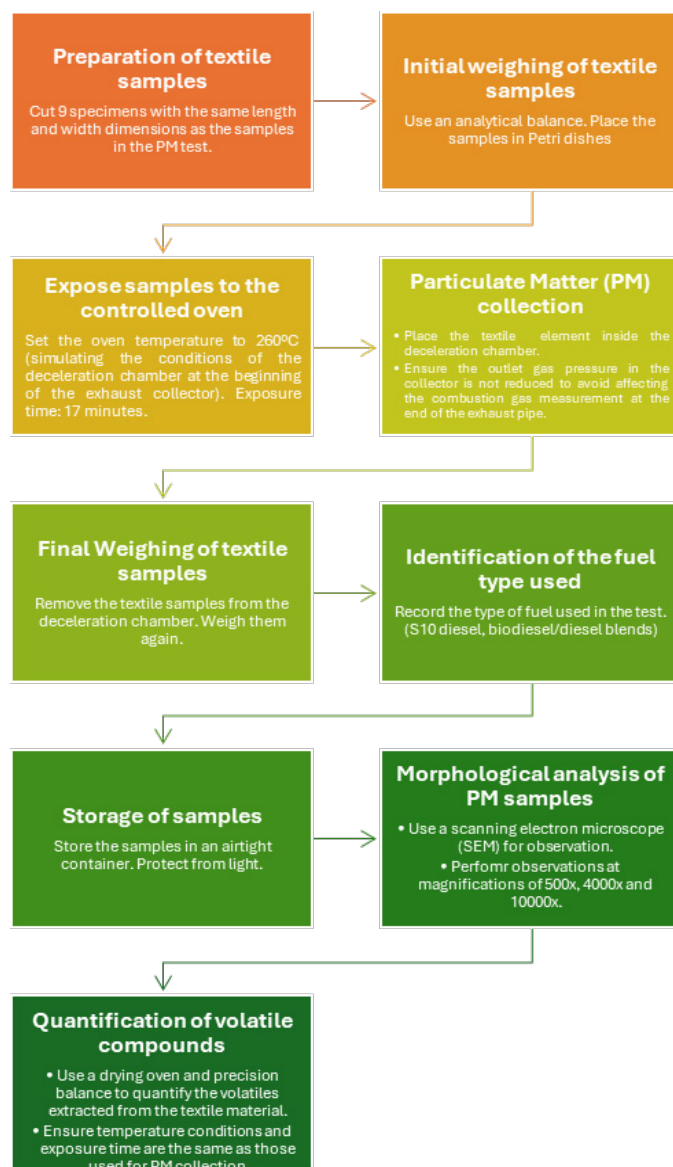 Preparation of textile
samples
Cut 9 specimens with the same length
and width dimensions as the samples
in the PM test.
Initial weighing of textile
samples
Use an analytical balance. Place the
samples in Petri dishes
Expose samples to the
controlled oven
Set the oven temperature to 260ºC
(simulating the conditions of the
deceleration chamber at the beginning
of the exhaust collector). Exposure
time: 17 minutes.
Particulate Matter (PM)
collection
• Place the textile element inside the
deceleration chamber.
• Ensure the outlet gas pressure in the
collector is not reduced to avoid affecting
the combustion gas measurement at the
end of the exhaust pipe.
Final Weighing of textile
samples
Remove the textile samples from the
deceleration chamber. Weigh them
again.
Identification of the fuel
type used
Record the type of fuel used in the test.
(S10 diesel, biodiesel/diesel blends)
Storage of samples
Store the samples in an airtight
container. Protect from light.
Morphological analysis of
PM samples
• Use a scanning electron microscope
(SEM) for observation.
• Perfomr observations at
magnifications of 500x, 4000x and
10000x.
Quantification of volatile
compounds
• Use a drying oven and precision
balance to quantify the volatiles
extracted from the textile material.
• Ensure temperature conditions and
exposure time are the same as those
used for PM collection